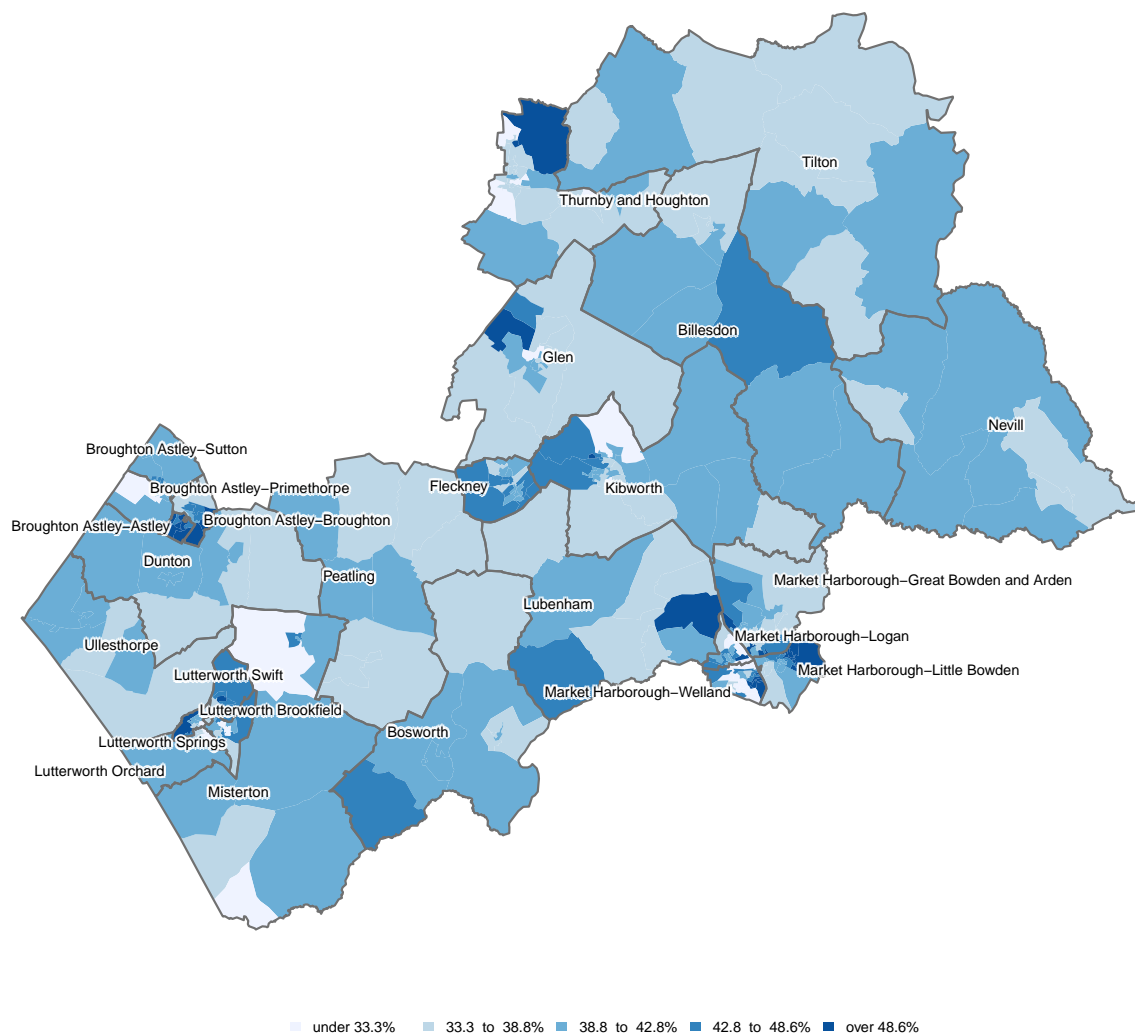 Tilton
Thurnby and Houghton
Billesdon
Glen
Nevill
Broughton Astley−Sutton
Fleckney
Kibworth
Broughton Astley−Primethorpe
Broughton Astley−Astley
Broughton Astley−Broughton
Dunton
Peatling
Market Harborough−Great Bowden and Arden
Lubenham
Market Harborough−Logan
Ullesthorpe
Market Harborough−Little Bowden
Lutterworth Swift
Market Harborough−Welland
Lutterworth Brookfield
Bosworth
Lutterworth Springs
Lutterworth Orchard
Misterton
under 33.3% 33.3 to 38.8% 38.8 to 42.8% 42.8 to 48.6% over 48.6%